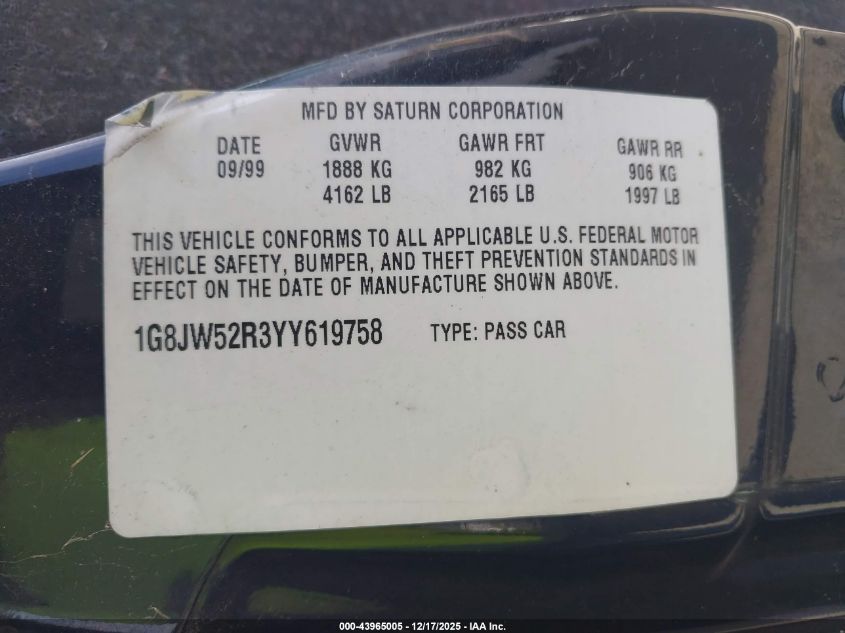 MFD BY SATURN CORPORATION
DATE GVWR GAWR FRT GAWR RR
09/99 1888 KG 982 KG 906 KG
4162 LB 2165 LB 1997 LB
THIS VEHICLE CONFORMS TO ALL APPLICABLE U.S. FEDERAL MOTOR
VEHICLE SAFETY, BUMPER, AND THEFT PREVENTION STANDARDS IN
EFFECT ON THE DATE OF MANUFACTURE SHOWN ABOVE.
1G8JW52R3YY619758 TYPE: PASS CAR
000-43965005 - 12/17/2025 - IAA Inc.